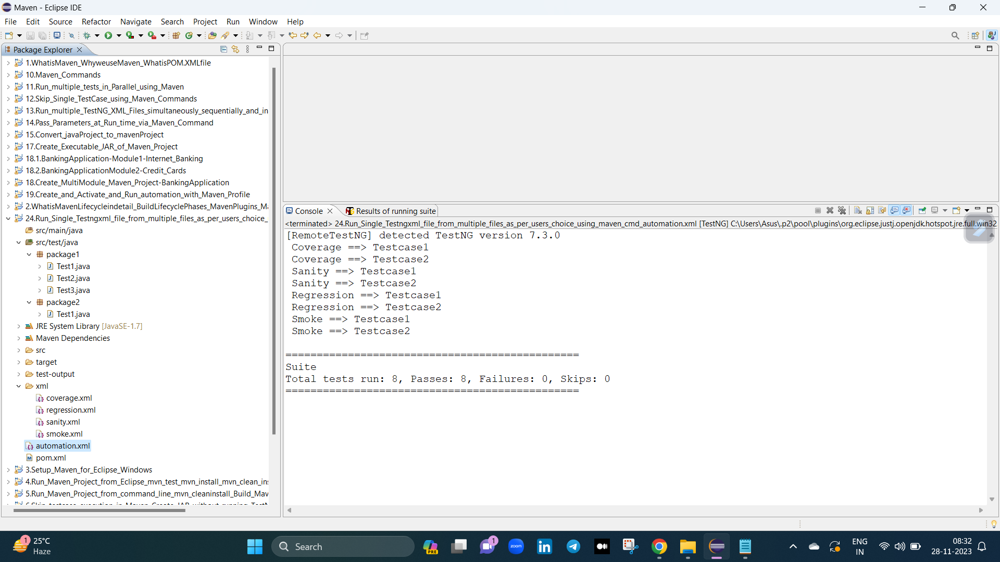 Maven - Eclipse IDE
File Edit Source Refactor Navigate Search Project Run Window Help
Package Explorer
1.WhatisMaven_WhyweuseMaven_WhatisPOM.XMLfile
10.Maven_Commands
11.Run_multiple_tests_in_Parallel_using_Maven
12.Skip_Single_TestCase_using_Maven_Commands
13.Run_multiple_TestNG_XML_Files_simultaneously_sequentially_and_in
14.Pass_Parameters_at_Run_time_via_Maven_Command
15.Convert_javaProject_to_mavenProject
17.Create_Executable_JAR_of_Maven_Project
18.1.BankingApplication-Module1-Internet_Banking
18.2.BankingApplicationModule2-Credit_Cards
18.Create_MultiModule_Maven_Project-BankingApplication
19.Create_and_Activate_and_Run_automation_with_Maven_Profile
2.WhatisMavenLifecycleindetail_BuildLifecyclePhases_MavenPlugins_Ma
24.Run_Single_Testngxml_file_from_multiple_files_as_per_users_choice_
src/main/java
src/test/java
package1
Test1.java
Test2.java
Test3.java
package2
Test1.java
JRE System Library [JavaSE-1.7]
Maven Dependencies
src
target
test-output
xml
coverage.xml
regression.xml
sanity.xml
smoke.xml
automation.xml
pom.xml
3.Setup_Maven_for_Eclipse_Windows
4.Run_Maven_Project_from_Eclipse_mvn_test_mvn_install_mvn_clean_ins
5.Run_Maven_Project_from_command_line_mvn_cleaninstall_Build_Mav
Console Results of running suite
<terminated> 24.Run_Single_Testngxml_file_from_multiple_files_as_per_users_choice_using_maven_cmd_automation.xml [TestNG] C:\Users\Asus\.p2\pool\plugins\org.eclipse.justj.openjdk.hotspot.jre.full.win32
[RemoteTestNG] detected TestNG version 7.3.0
Coverage ==> Testcase1
Coverage ==> Testcase2
Sanity ==> Testcase1
Sanity ==> Testcase2
Regression ==> Testcase1
Regression ==> Testcase2
Smoke ==> Testcase1
Smoke ==> Testcase2
===============================================
Suite
Total tests run: 8, Passes: 8, Failures: 0, Skips: 0
===============================================
1
25°C
Haze
Search
PRE
1
zoom
ENG
IN
08:32
28-11-2023